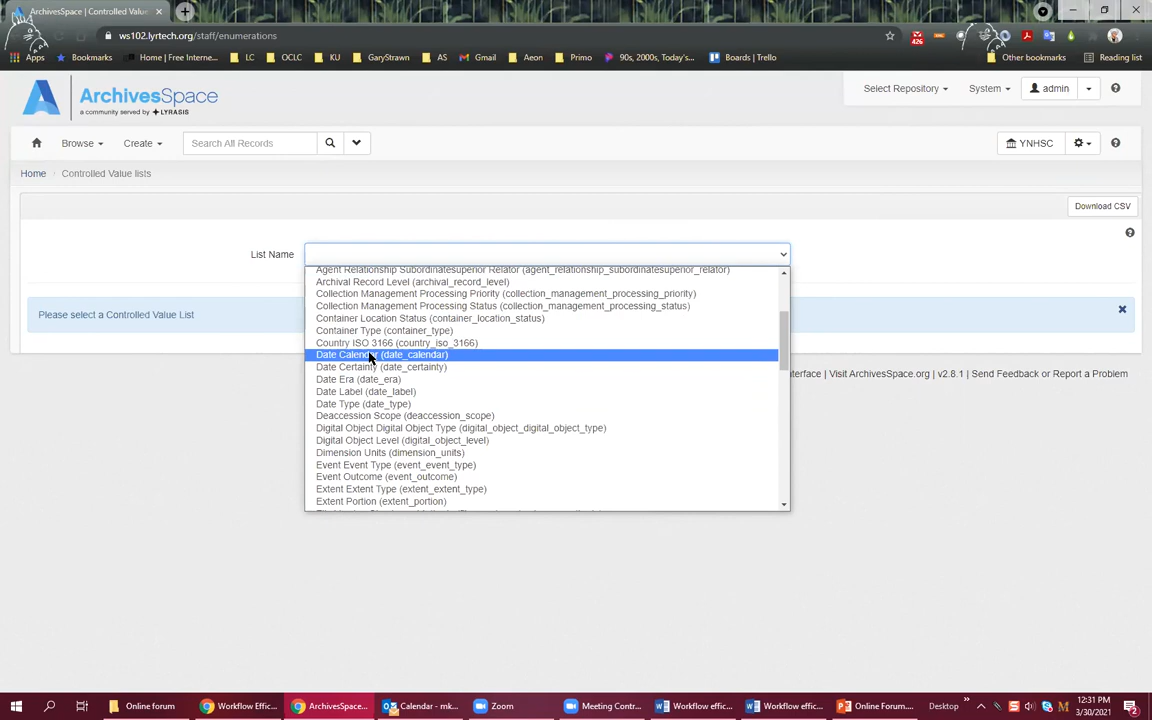 ArchivesSpace | Controlled Value
ws102.lyrtech.org/staff/enumerations
426
Apps
Bookmarks
Home | Free Interne...
LC
OCLC
KU
GaryStrawn
AS
Gmail
Aeon
Primo
90s, 2000s, Today's...
Boards | Trello
Other bookmarks
Reading list
ArchivesSpace
a community served by LYRASIS
Select Repository
System
admin
Browse
Create
Search All Records
YNHSC
Home / Controlled Value lists
Download CSV
List Name
Agent Relationship Subordinatesuperior Relator (agent_relationship_subordinatesuperior_relator)
Archival Record Level (archival_record_level)
Collection Management Processing Priority (collection_management_processing_priority)
Collection Management Processing Status (collection_management_processing_status)
Container Location Status (container_location_status)
Container Type (container_type)
Country ISO 3166 (country_iso_3166)
Date Calendar (date_calendar)
Date Certainty (date_certainty)
Date Era (date_era)
Date Label (date_label)
Date Type (date_type)
Deaccession Scope (deaccession_scope)
Digital Object Digital Object Type (digital_object_digital_object_type)
Digital Object Level (digital_object_level)
Dimension Units (dimension_units)
Event Event Type (event_event_type)
Event Outcome (event_outcome)
Extent Extent Type (extent_extent_type)
Extent Portion (extent_portion)
Please select a Controlled Value List
nterface | Visit ArchivesSpace.org | v2.8.1 | Send Feedback or Report a Problem
Online forum
Workflow Effic...
ArchivesSpace...
Calendar - mk...
Zoom
Meeting Contr...
Workflow effic...
Workflow effic...
Online Forum....
Desktop
12:31 PM
3/30/2021
2